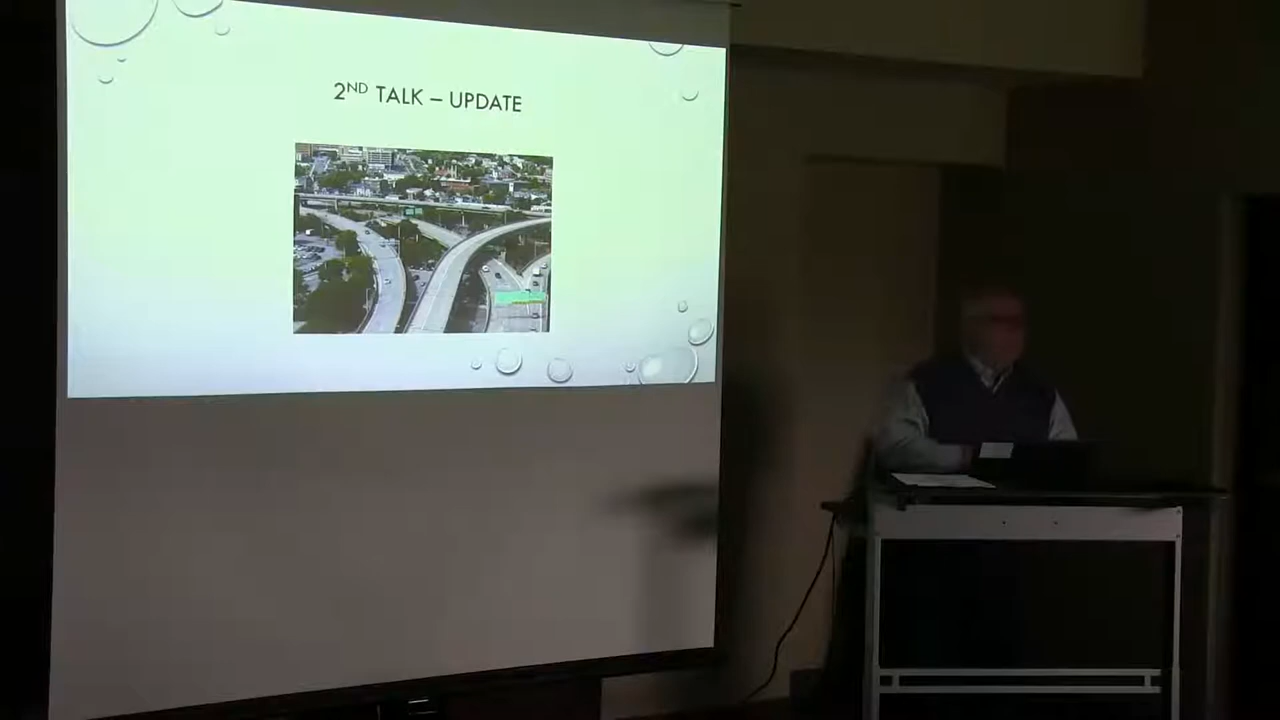 2ND TALK – UPDATE